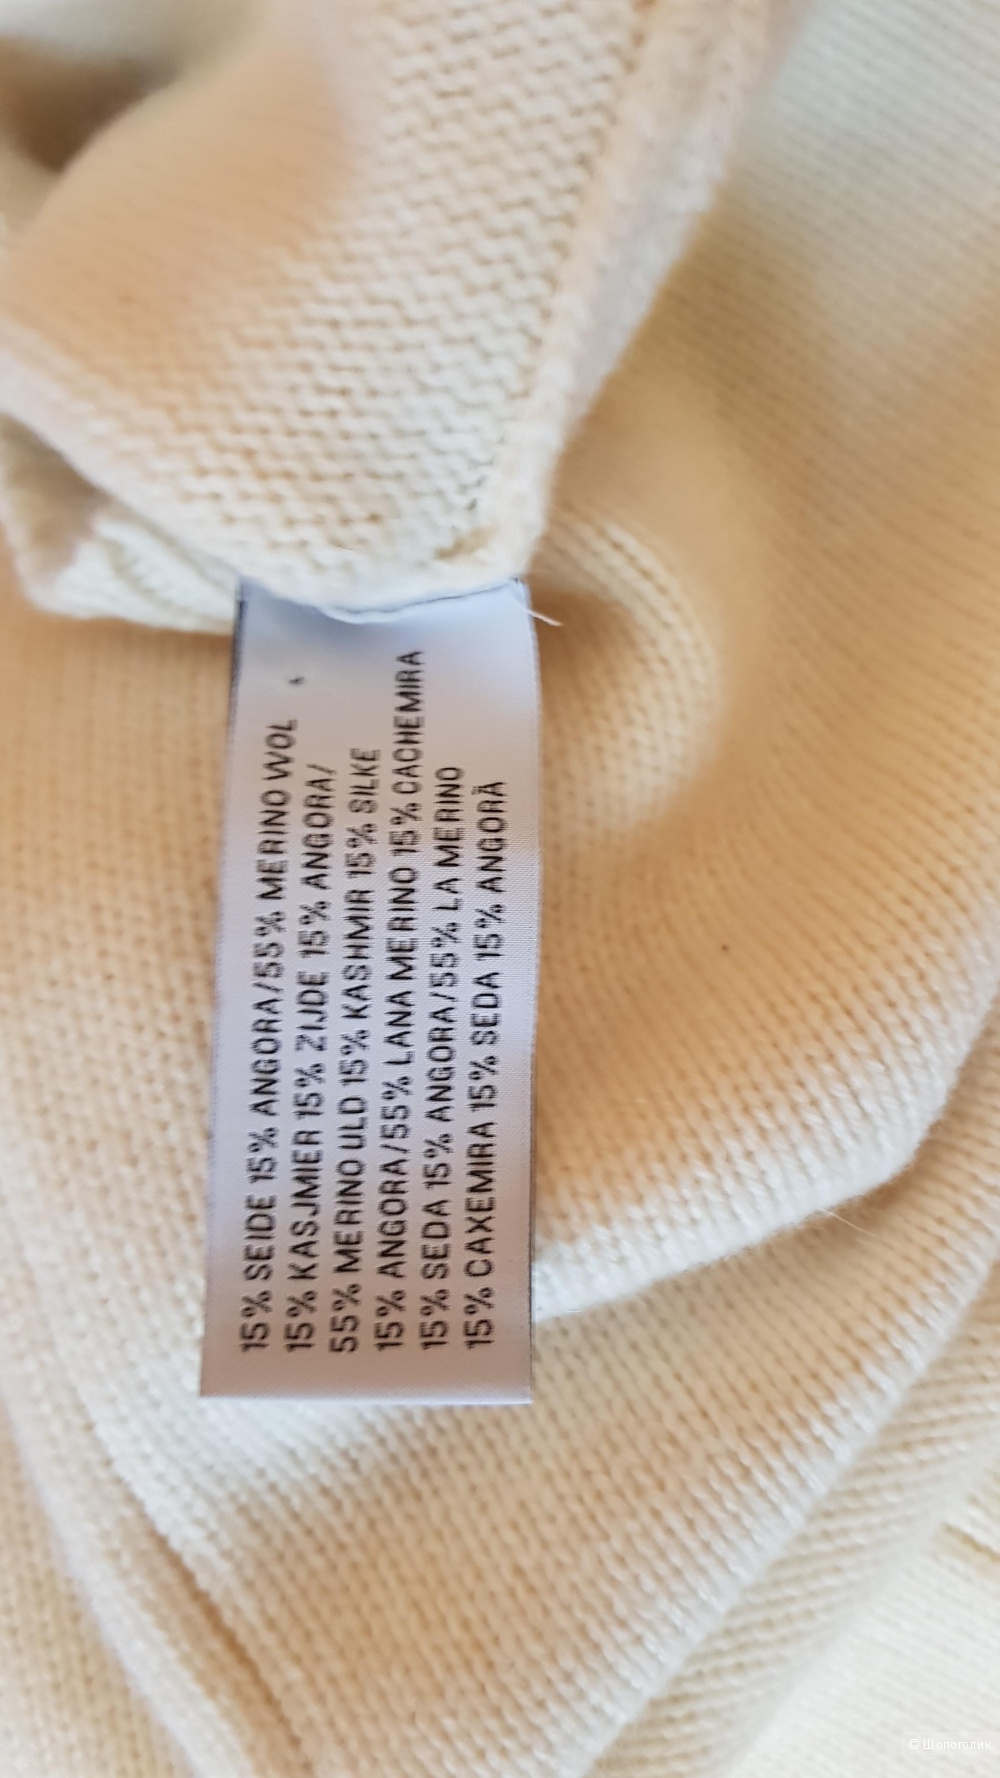 15% SEIDE 15% ANGORA/55% MERINO WOL
15% KASJMIER 15% ZIJDE 15% ANGORA/
55% MERINO ULD 15% KASHMIR 15% SILKE
15% ANGORA/55% LANA MERINO 15% CACHEMIRA
15% SEDA 15% ANGORA/55% LA MERINO
15% CAXEMIRA 15% SEDA 15% ANGORÃ
© Шопоголик